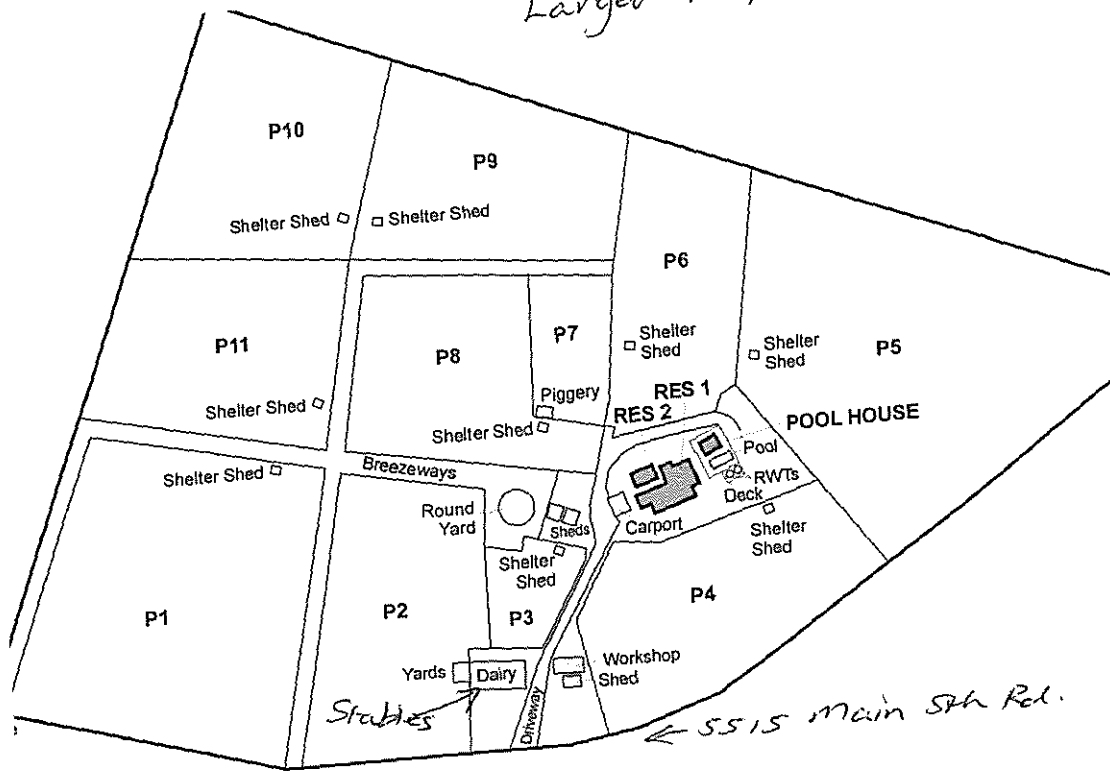 Larger
P10
P9
Shelter Shed
Shelter Shed
P6
P11
P8
P7
Shelter
Shed
Shelter
Shed
P5
Piggery
RES 1
RES 2
POOL HOUSE
Shelter Shed
Shelter Shed
Pool
RWTs
Deck
Shelter Shed
Breezeways
Round
Yard
Sheds
Carport
Shelter
Shed
Shelter
Shed
P1
P2
P3
P4
Yards
Dairy
Workshop
Shed
Stables
Driveway
← 5515 Main Sth Rd.